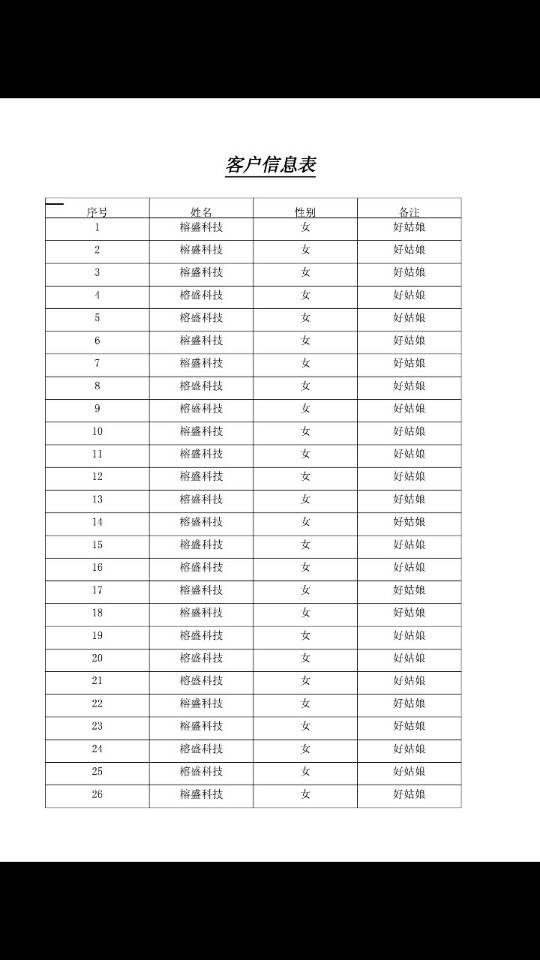 客户信息表
序号 姓名 性别 备注
1 榕盛科技 女 好姑娘
2 榕盛科技 女 好姑娘
3 榕盛科技 女 好姑娘
4 榕盛科技 女 好姑娘
5 榕盛科技 女 好姑娘
6 榕盛科技 女 好姑娘
7 榕盛科技 女 好姑娘
8 榕盛科技 女 好姑娘
9 榕盛科技 女 好姑娘
10 榕盛科技 女 好姑娘
11 榕盛科技 女 好姑娘
12 榕盛科技 女 好姑娘
13 榕盛科技 女 好姑娘
14 榕盛科技 女 好姑娘
15 榕盛科技 女 好姑娘
16 榕盛科技 女 好姑娘
17 榕盛科技 女 好姑娘
18 榕盛科技 女 好姑娘
19 榕盛科技 女 好姑娘
20 榕盛科技 女 好姑娘
21 榕盛科技 女 好姑娘
22 榕盛科技 女 好姑娘
23 榕盛科技 女 好姑娘
24 榕盛科技 女 好姑娘
25 榕盛科技 女 好姑娘
26 榕盛科技 女 好姑娘